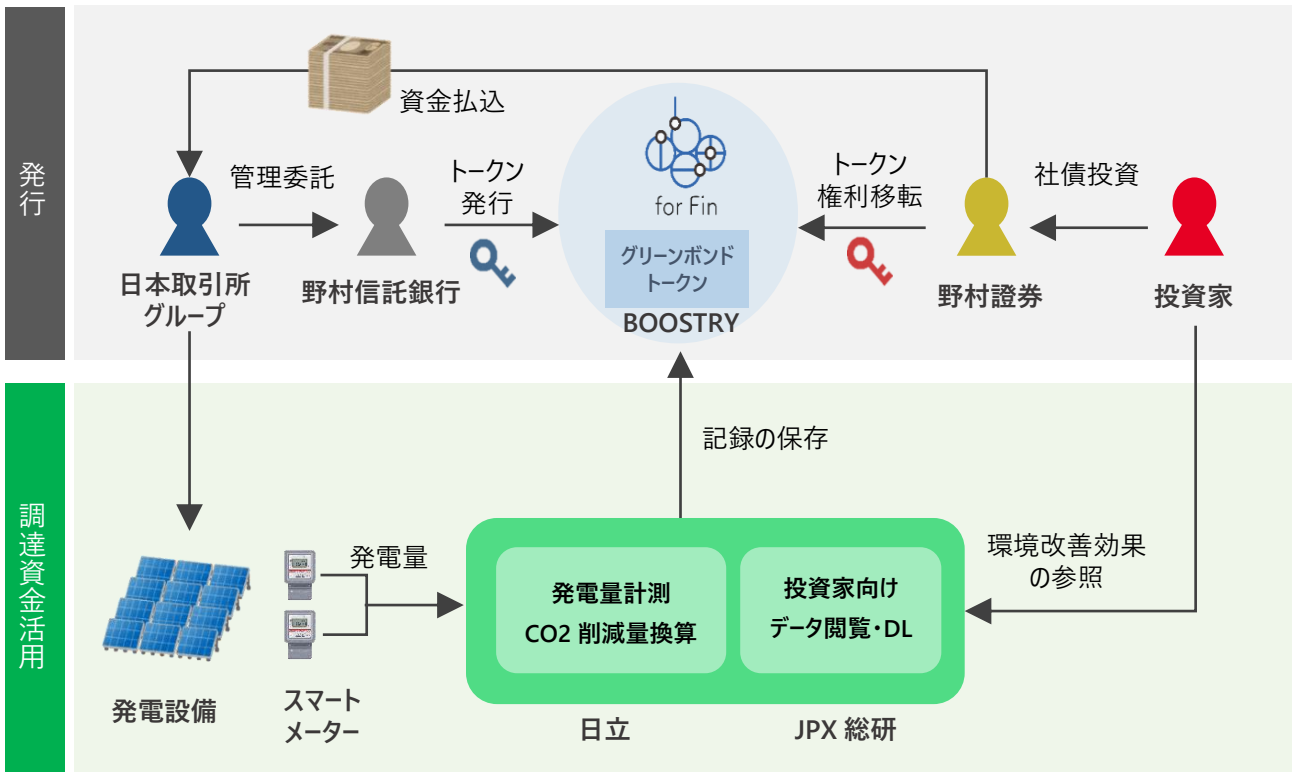 発行
資金払込
管理委託
トークン
発行
for Fin
グリーンボンド
トークン
BOOSTRY
トークン
権利移転
社債投資
日本取引所
グループ
野村信託銀行
野村證券
投資家
調達資金活用
記録の保存
発電量
発電量計測
CO2 削減量換算
投資家向け
データ閲覧・DL
環境改善効果
の参照
発電設備
スマート
メーター
日立
JPX 総研